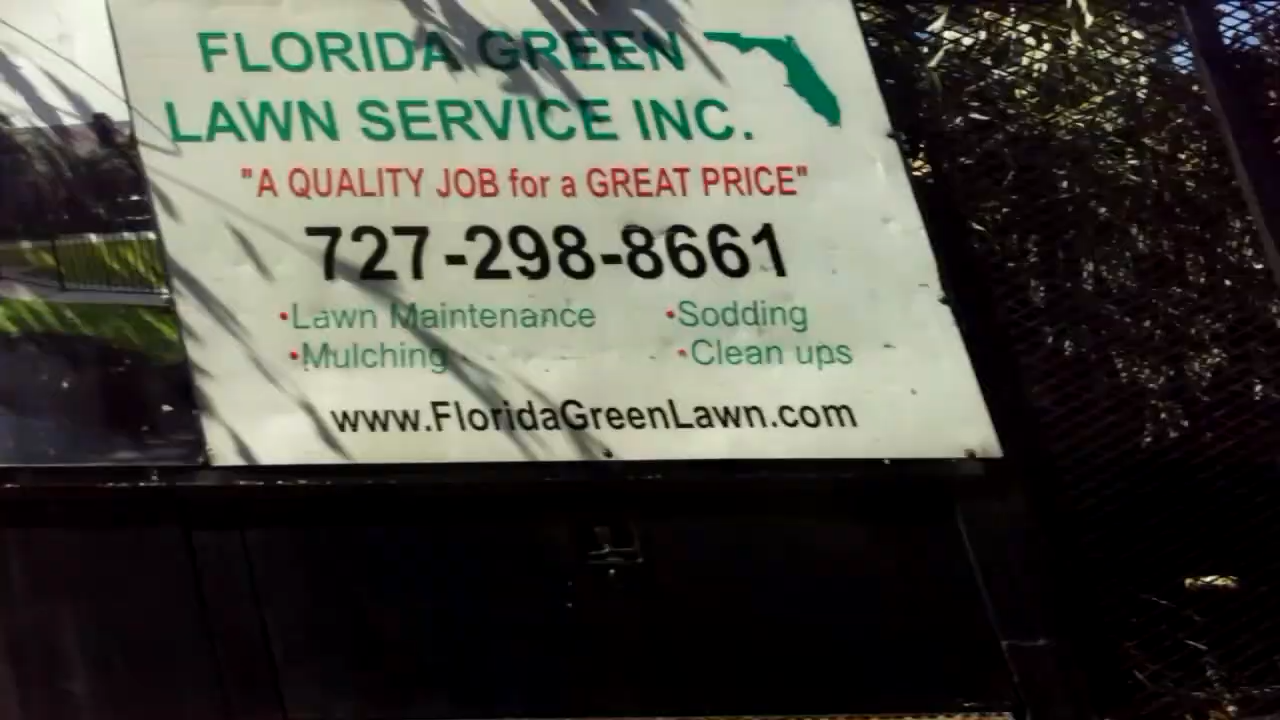 FLORIDA GREEN
LAWN SERVICE INC.
"A QUALITY JOB for a GREAT PRICE"
727-298-8661
•Lawn Maintenance •Sodding
•Mulching •Clean ups
www.FloridaGreenLawn.com